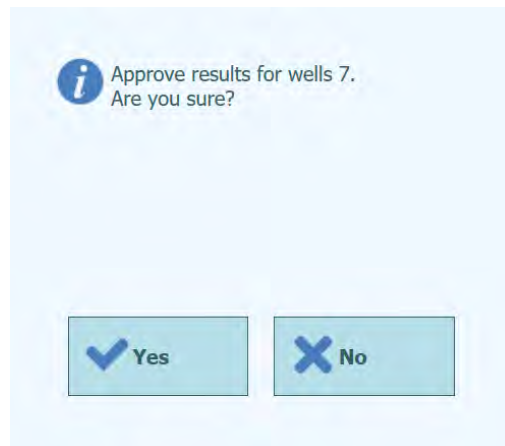 Approve results for wells 7.
Are you sure?
Yes
No